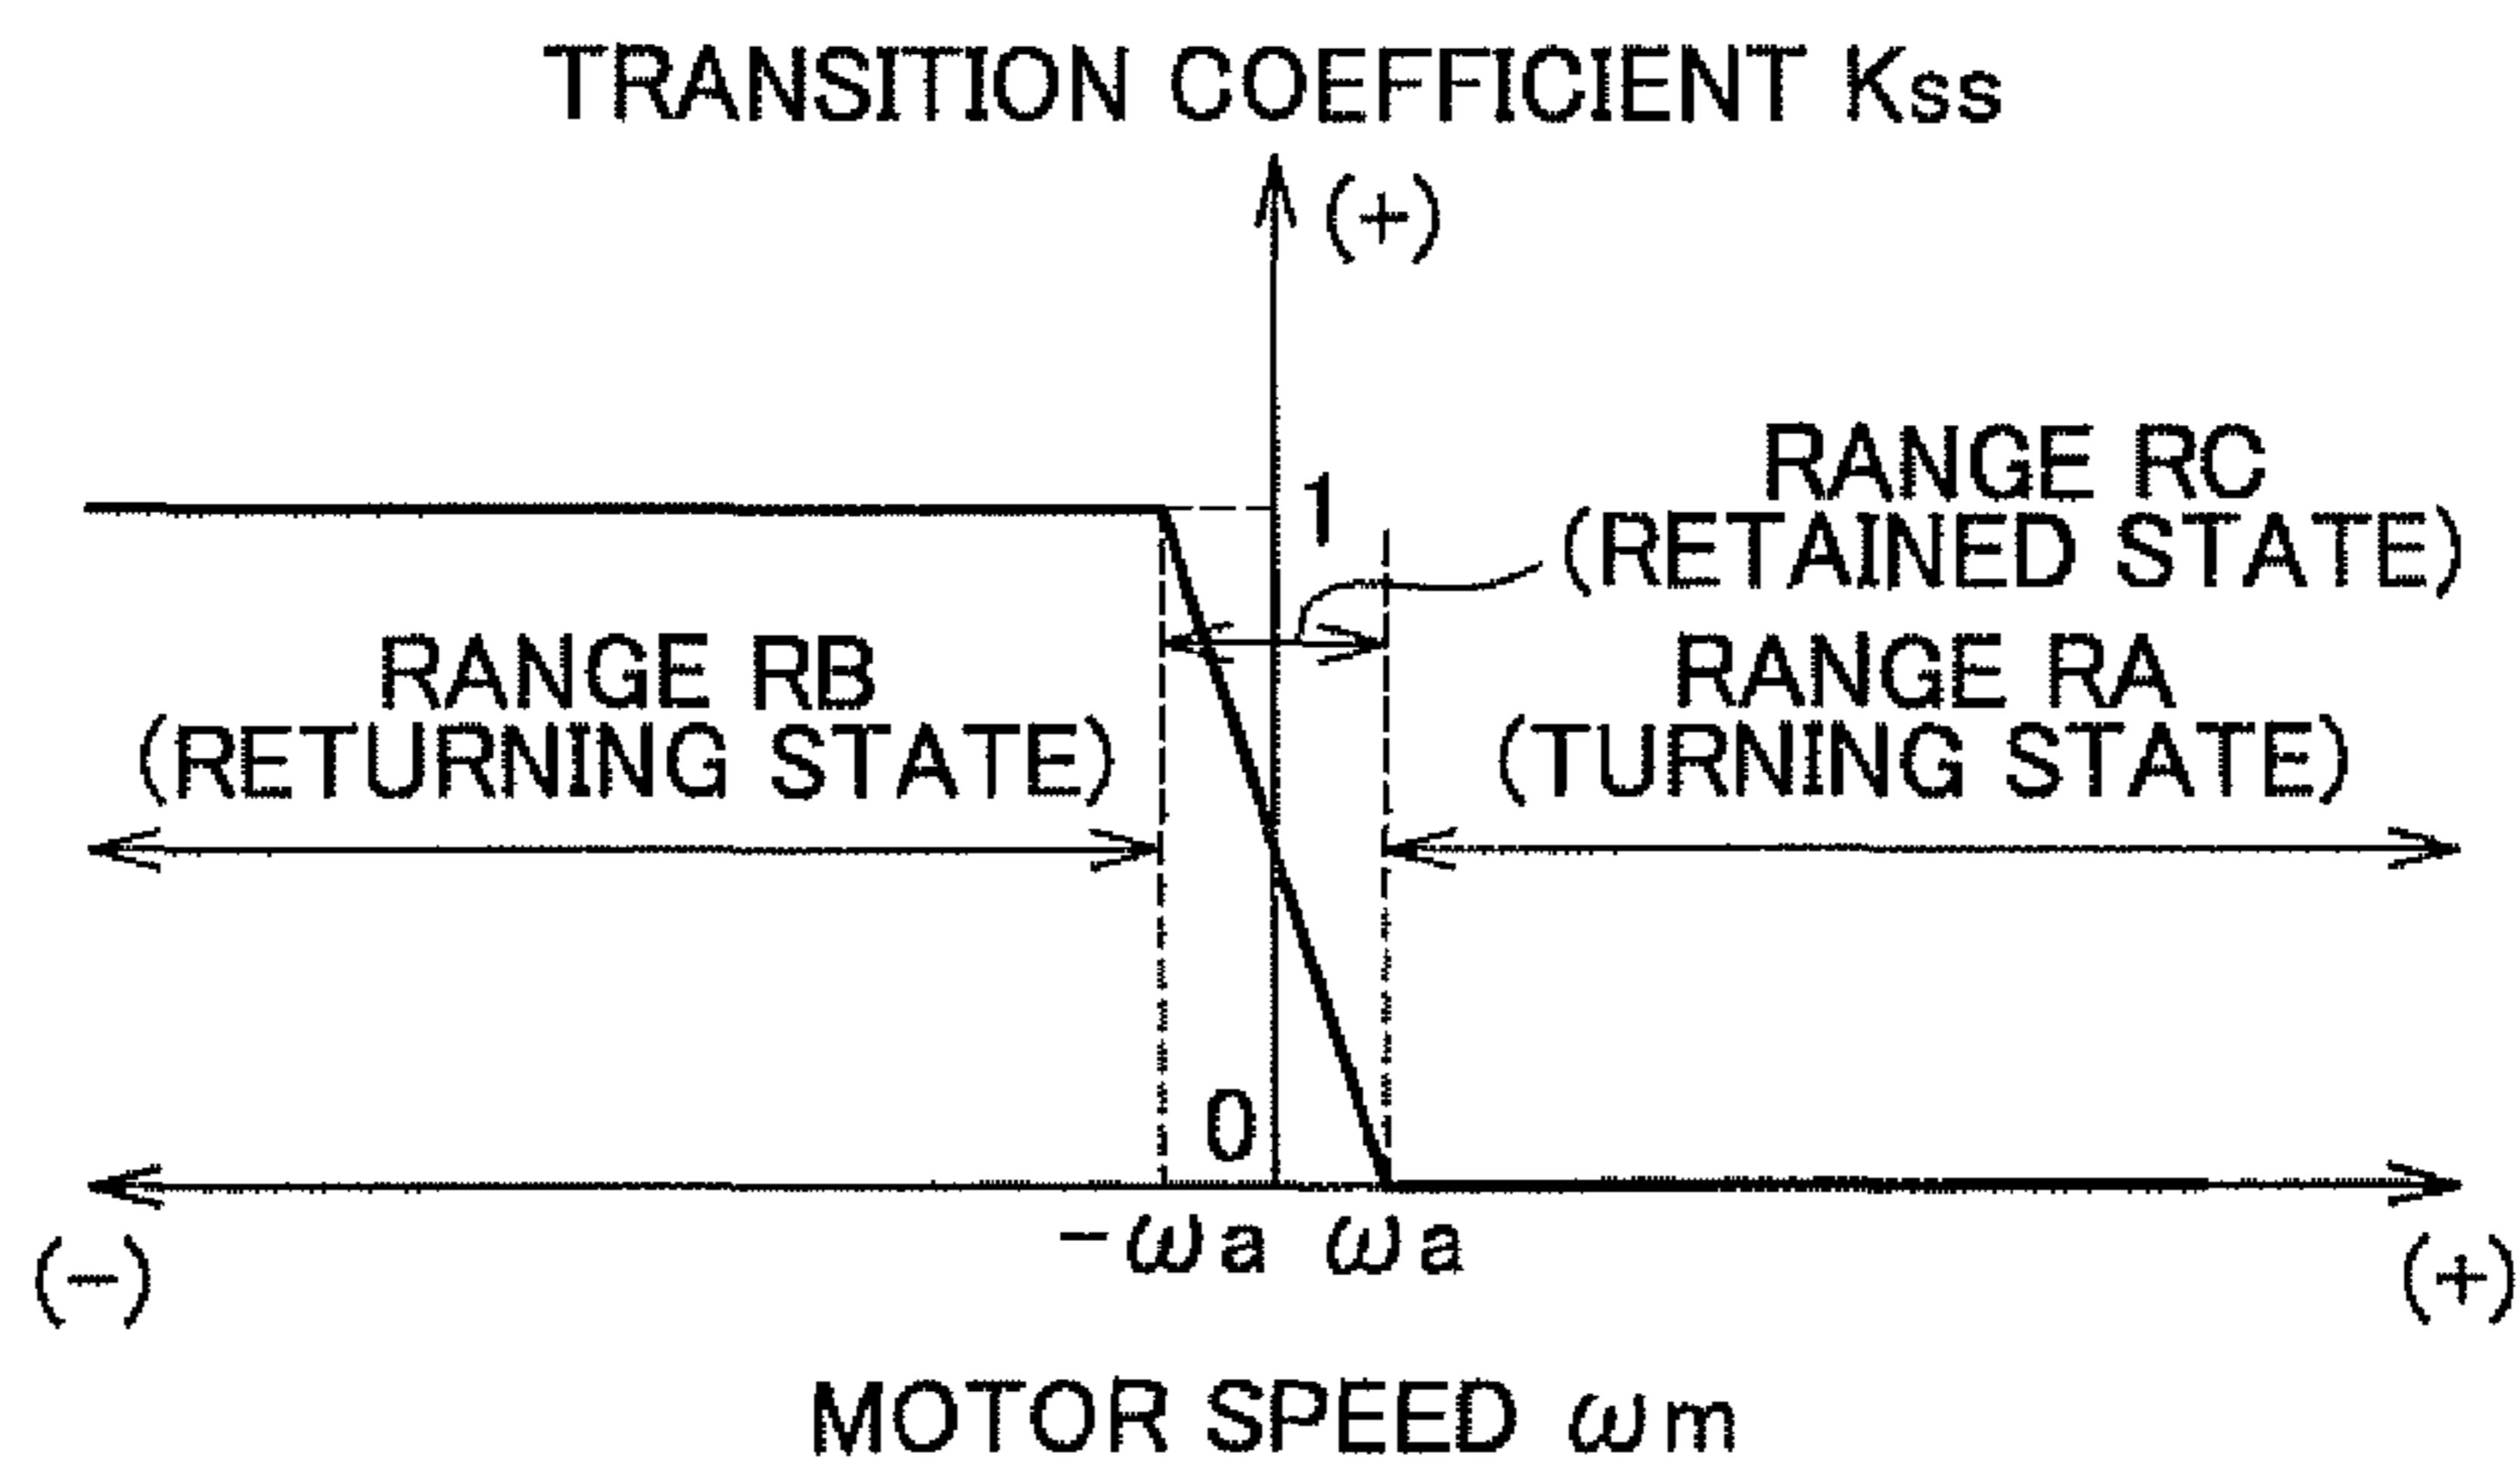 TRANSITION COEFFICIENT Kss
(+)
1
RANGE RC
(RETAINED STATE)
RANGE RB
(RETURNING STATE)
RANGE RA
(TURNING STATE)
0
-ωa ωa
(-) (+)
MOTOR SPEED ωm